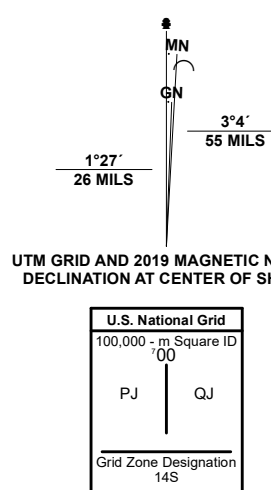 MN
GN
3°4´
55 MILS
1°27´
26 MILS
UTM GRID AND 2019 MAGNETIC N
DECLINATION AT CENTER OF SH
U.S. National Grid
100,000 - m Square ID
⁷00
PJ QJ
Grid Zone Designation
14S